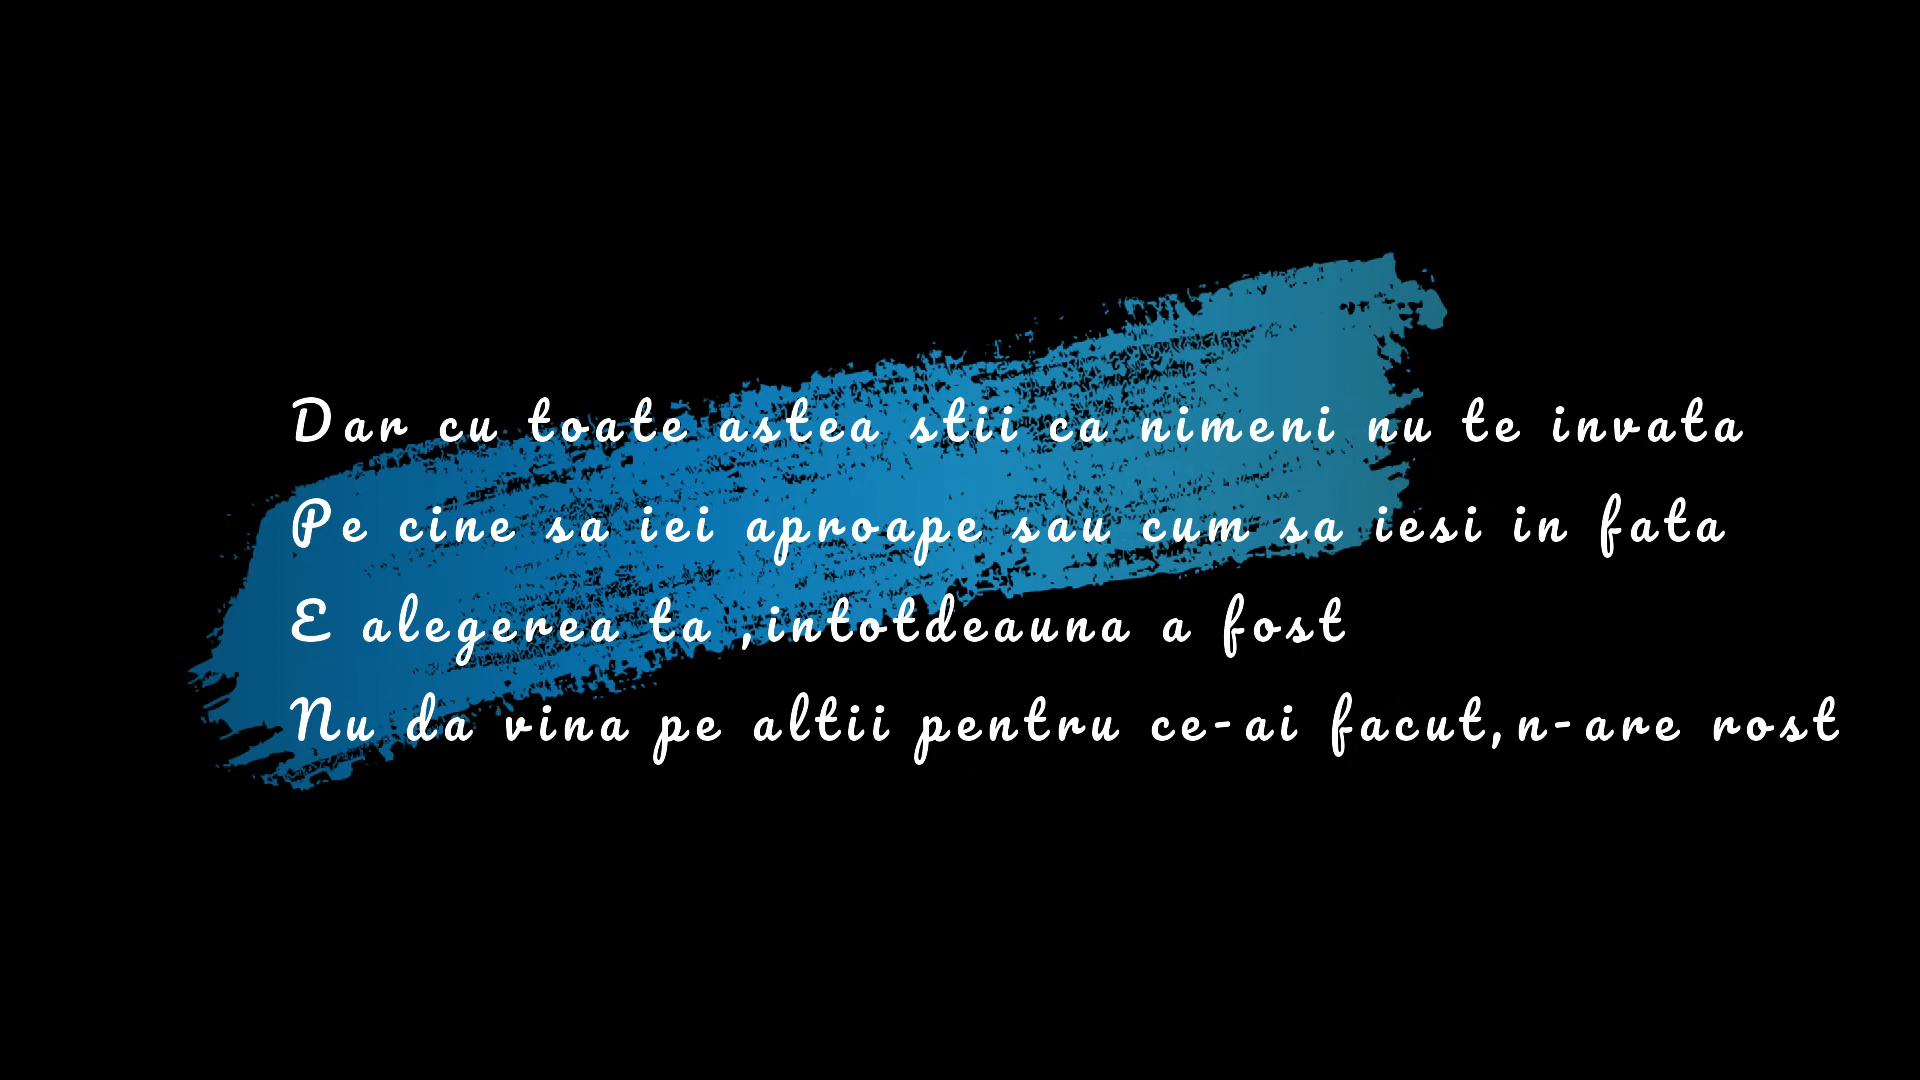 Dar cu toate astea stii ca nimeni nu te invata
Pe cine sa iei aproape sau cum sa iesi in fata
E alegerea ta ,intotdeauna a fost
Nu da vina pe altii pentru ce-ai facut,n-are rost